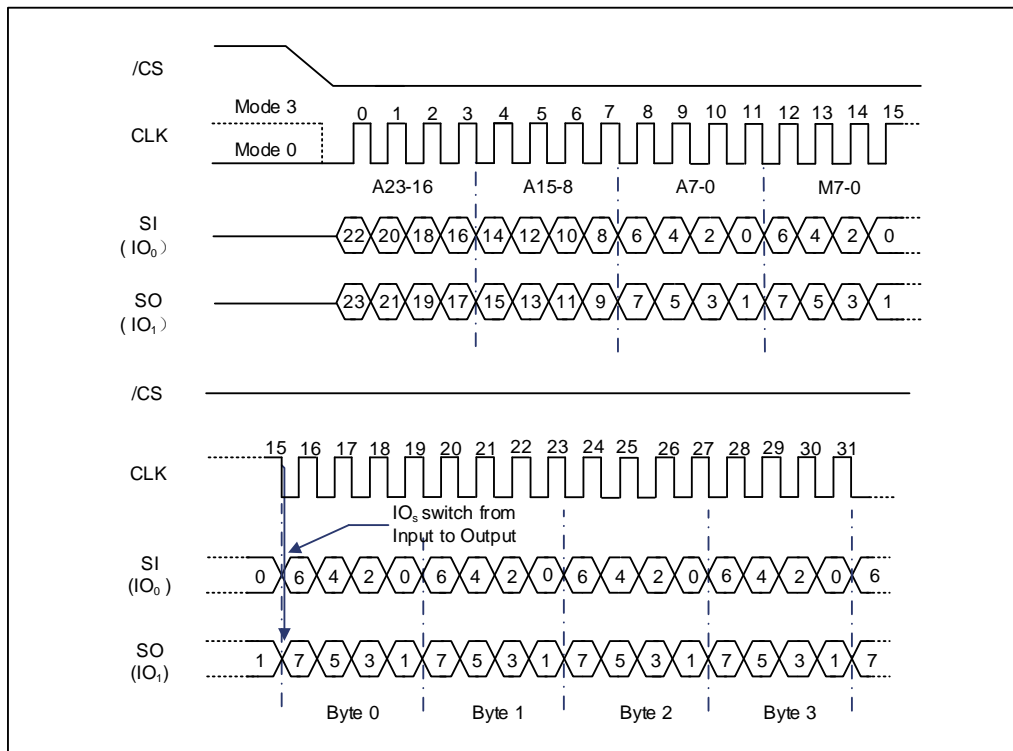 /CS
Mode 3
CLK
Mode 0
0 1 2 3 4 5 6 7 8 9 10 11 12 13 14 15
A23-16 A15-8 A7-0 M7-0
SI
( IO0）
22 20 18 16 14 12 10 8 6 4 2 0 6 4 2 0
SO
( IO1）
23 21 19 17 15 13 11 9 7 5 3 1 7 5 3 1
/CS
CLK
15 16 17 18 19 20 21 22 23 24 25 26 27 28 29 30 31
IOs switch from
Input to Output
SI
(IO0 )
0 6 4 2 0 6 4 2 0 6 4 2 0 6 4 2 0 6
SO
(IO1)
1 7 5 3 1 7 5 3 1 7 5 3 1 7 5 3 1 7
Byte 0 Byte 1 Byte 2 Byte 3